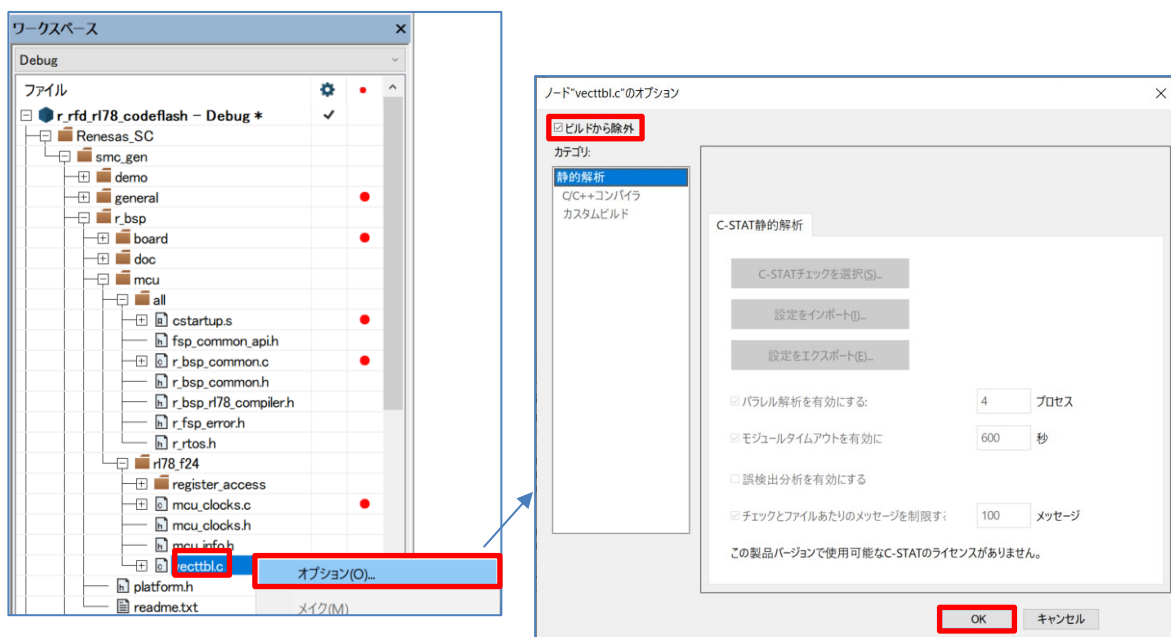 ワークスペース
Debug
ファイル
r_rfd_rl78_codeflash - Debug *
Renesas_SC
smc_gen
demo
general
r_bsp
board
doc
mcu
all
cstartup.s
fsp_common_api.h
r_bsp_common.c
r_bsp_common.h
r_bsp_rl78_compiler.h
r_fsp_error.h
r_rtos.h
rl78_f24
register_access
mcu_clocks.c
mcu_clocks.h
mcu_info.h
vecttbl.c
platform.h
readme.txt
オプション(O)...
メイク(M)
ノード"vecttbl.c"のオプション
ビルドから除外
カテゴリ:
静的解析
C/C++コンパイラ
カスタムビルド
C-STAT静的解析
C-STATチェックを選択(S)...
設定をインポート(I)...
設定をエクスポート(E)...
パラレル解析を有効にする: 4 プロセス
モジュールタイムアウトを有効に 600 秒
誤検出分析を有効にする
チェックとファイルあたりのメッセージを制限する 100 メッセージ
この製品バージョンで使用可能なC-STATのライセンスがありません。
OK キャンセル